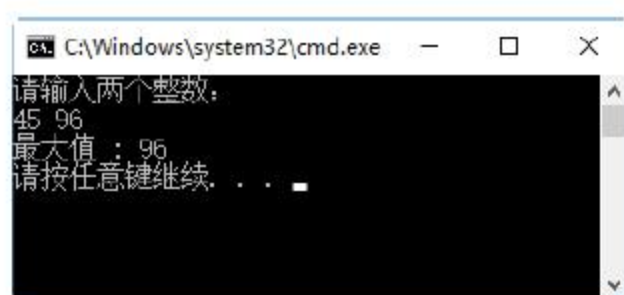 C:\Windows\system32\cmd.exe
请输入两个整数：
45 96
最大值 : 96
请按任意键继续. . .